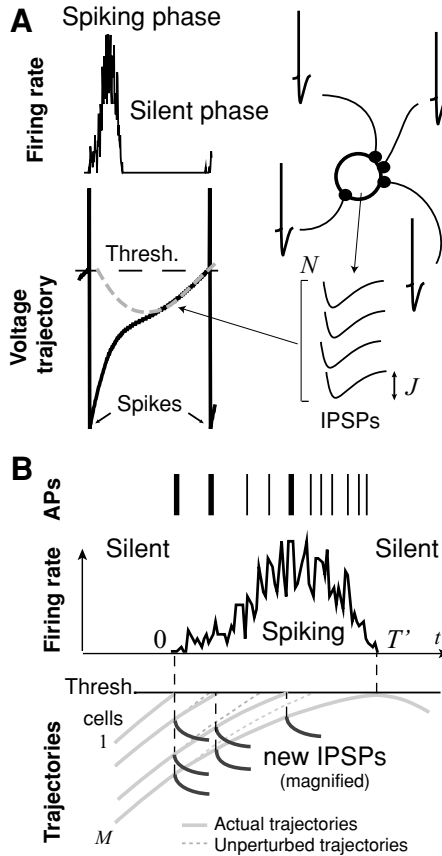 A
Spiking phase
Silent phase
Firing rate
Thresh.
Voltage
trajectory
Spikes
N
J
IPSPs
B
APs
Firing rate
Silent
Silent
Spiking
0
T'
t
Thresh.
cells
1
M
Trajectories
new IPSPs
(magnified)
Actual trajectories
Unperturbed trajectories